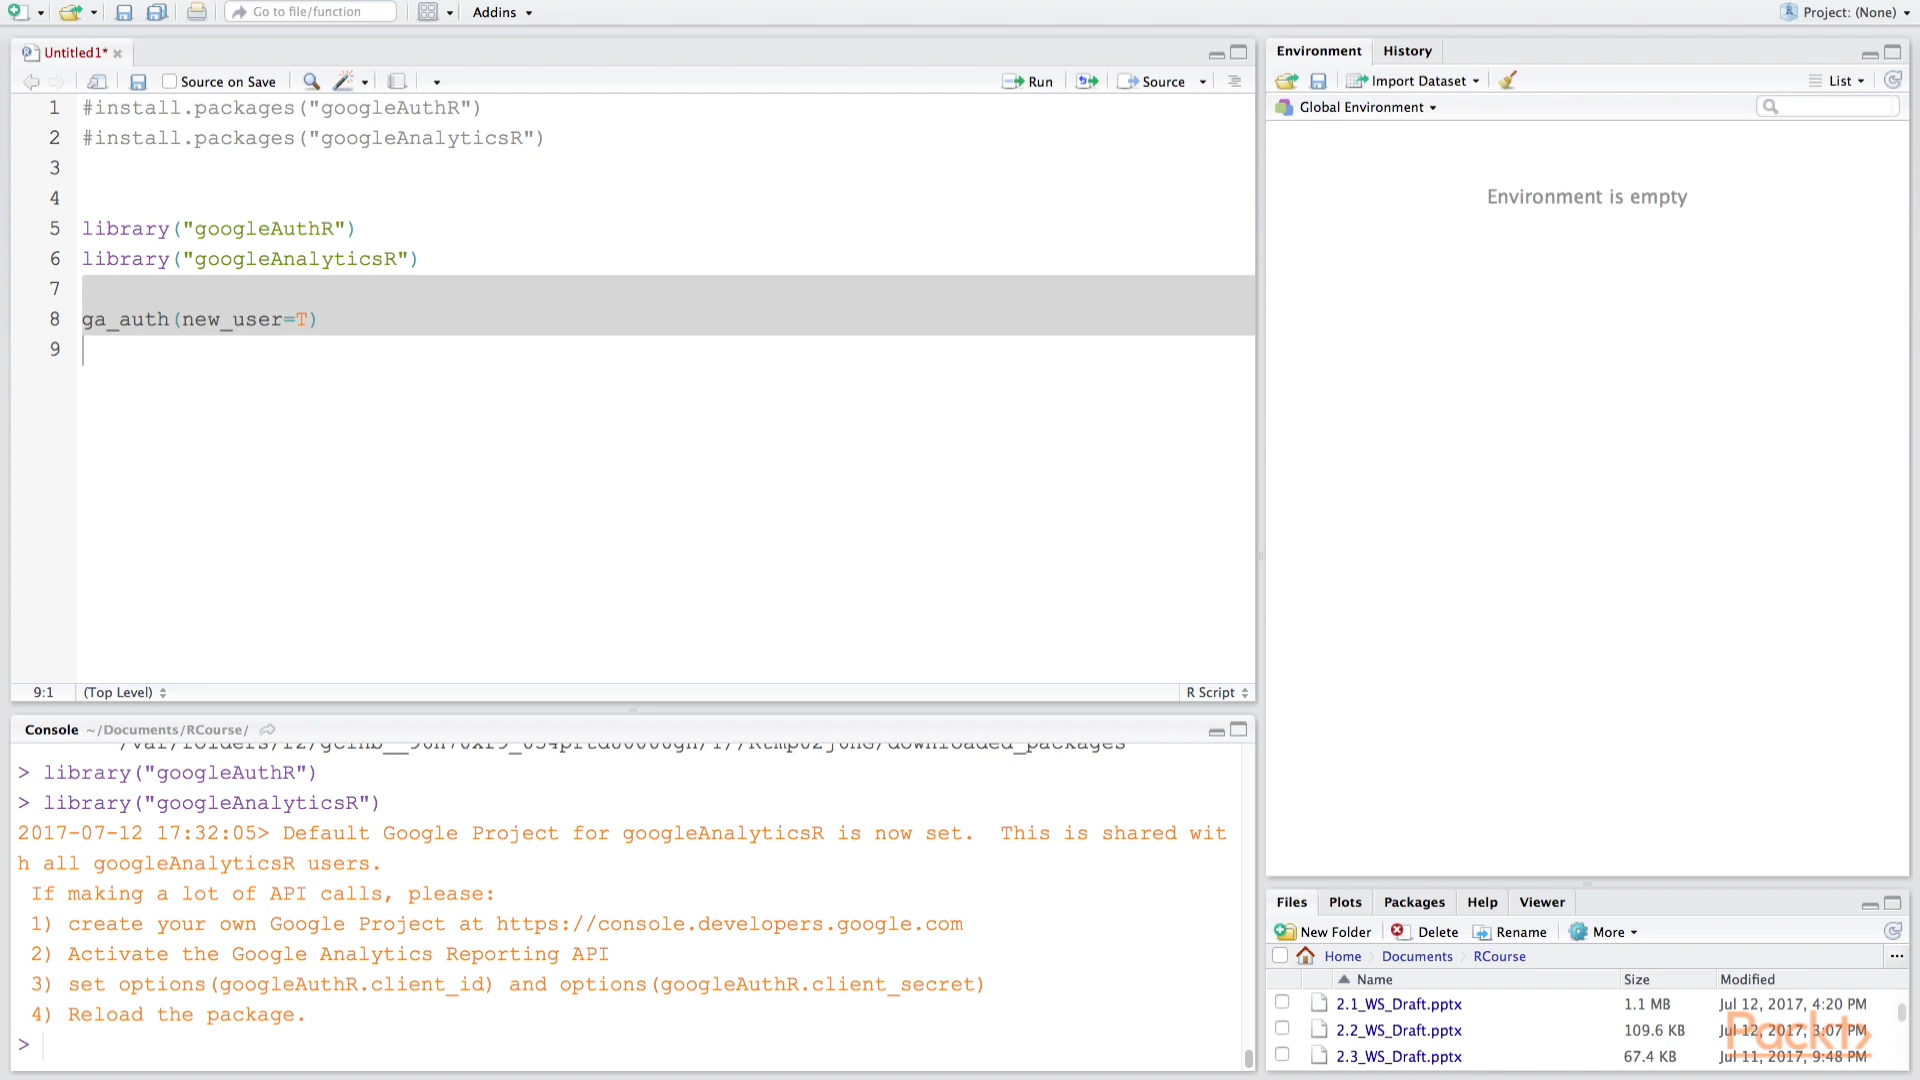 Go to file/function
Addins
Project: (None)
Untitled1*
Source on Save
Run
Source
1 #install.packages("googleAuthR")
2 #install.packages("googleAnalyticsR")
3
4
5 library("googleAuthR")
6 library("googleAnalyticsR")
7
8 ga_auth(new_user=T)
9
9:1 (Top Level) R Script
Console ~/Documents/RCourse/
> library("googleAuthR")
> library("googleAnalyticsR")
2017-07-12 17:32:05> Default Google Project for googleAnalyticsR is now set.  This is shared wit
h all googleAnalyticsR users.
If making a lot of API calls, please:
1) create your own Google Project at https://console.developers.google.com
2) Activate the Google Analytics Reporting API
3) set options(googleAuthR.client_id) and options(googleAuthR.client_secret)
4) Reload the package.
>
Environment History
Import Dataset List
Global Environment
Environment is empty
Files Plots Packages Help Viewer
New Folder Delete Rename More
Home Documents RCourse ...
Name Size Modified
2.1_WS_Draft.pptx 1.1 MB Jul 12, 2017, 4:20 PM
2.2_WS_Draft.pptx 109.6 KB Jul 12, 2017, 3:07 PM
2.3_WS_Draft.pptx 67.4 KB Jul 11, 2017, 9:48 PM
Packt